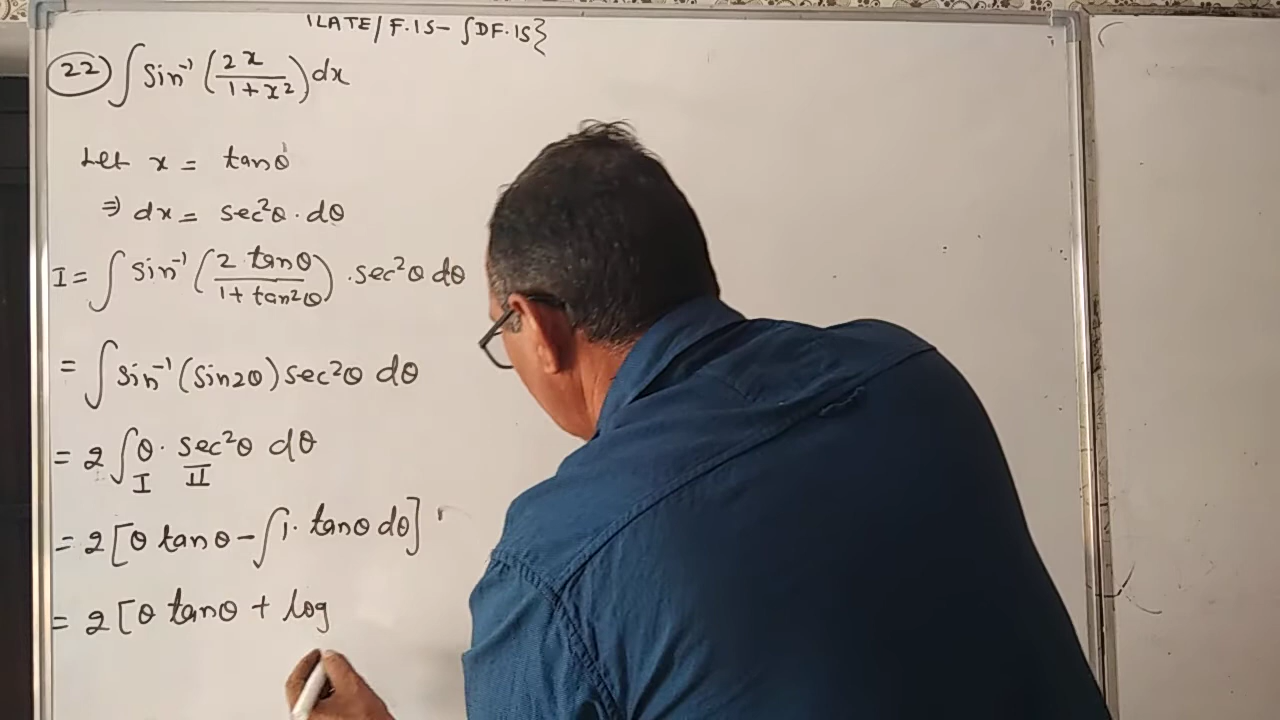 ILATE/F.IS-∫DF.IS}
22) ∫ Sin⁻¹ (2x/1+x²) dx
Let x = tanθ
⇒ dx = sec²θ · dθ
I = ∫ sin⁻¹ (2 tanθ/1+tan²θ) · sec²θ dθ
= ∫ sin⁻¹ (sin2θ) sec²θ dθ
= 2 ∫ θ · sec²θ dθ
I II
= 2 [θ tanθ - ∫ 1 · tanθ dθ]
= 2 [θ tanθ + log